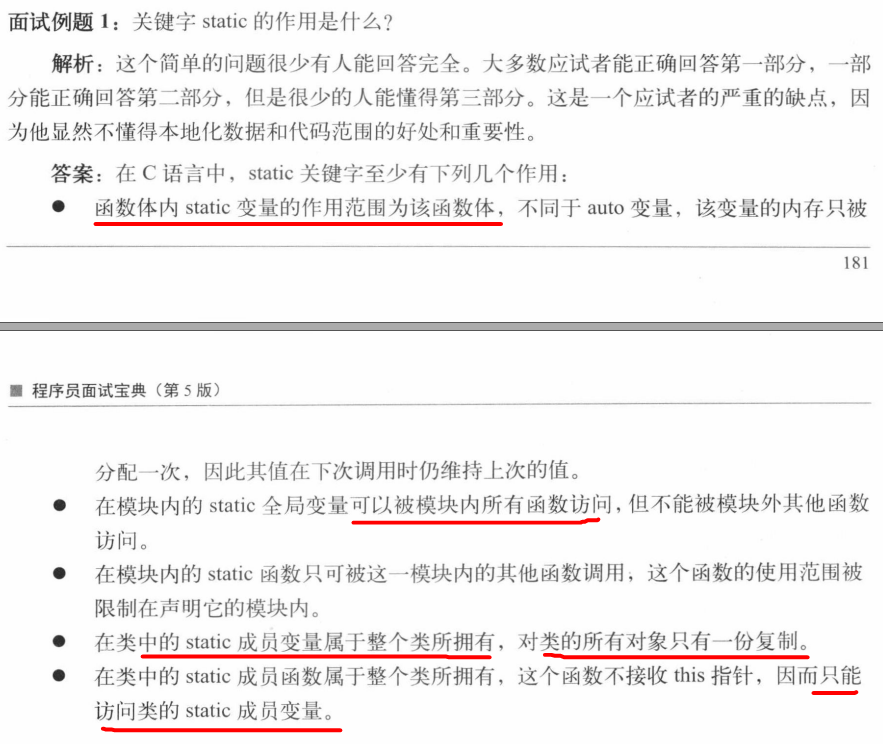 面试例题 1：关键字 static 的作用是什么？
解析：这个简单的问题很少有人能回答完全。大多数应试者能正确回答第一部分，一部
分能正确回答第二部分，但是很少的人能懂得第三部分。这是一个应试者的严重的缺点，因
为他显然不懂得本地化数据和代码范围的好处和重要性。
答案：在 C 语言中，static 关键字至少有下列几个作用：
● 函数体内 static 变量的作用范围为该函数体，不同于 auto 变量，该变量的内存只被
181
■ 程序员面试宝典（第 5 版）
分配一次，因此其值在下次调用时仍维持上次的值。
● 在模块内的 static 全局变量可以被模块内所有函数访问，但不能被模块外其他函数
访问。
● 在模块内的 static 函数只可被这一模块内的其他函数调用，这个函数的使用范围被
限制在声明它的模块内。
● 在类中的 static 成员变量属于整个类所拥有，对类的所有对象只有一份复制。
● 在类中的 static 成员函数属于整个类所拥有，这个函数不接收 this 指针，因而只能
访问类的 static 成员变量。